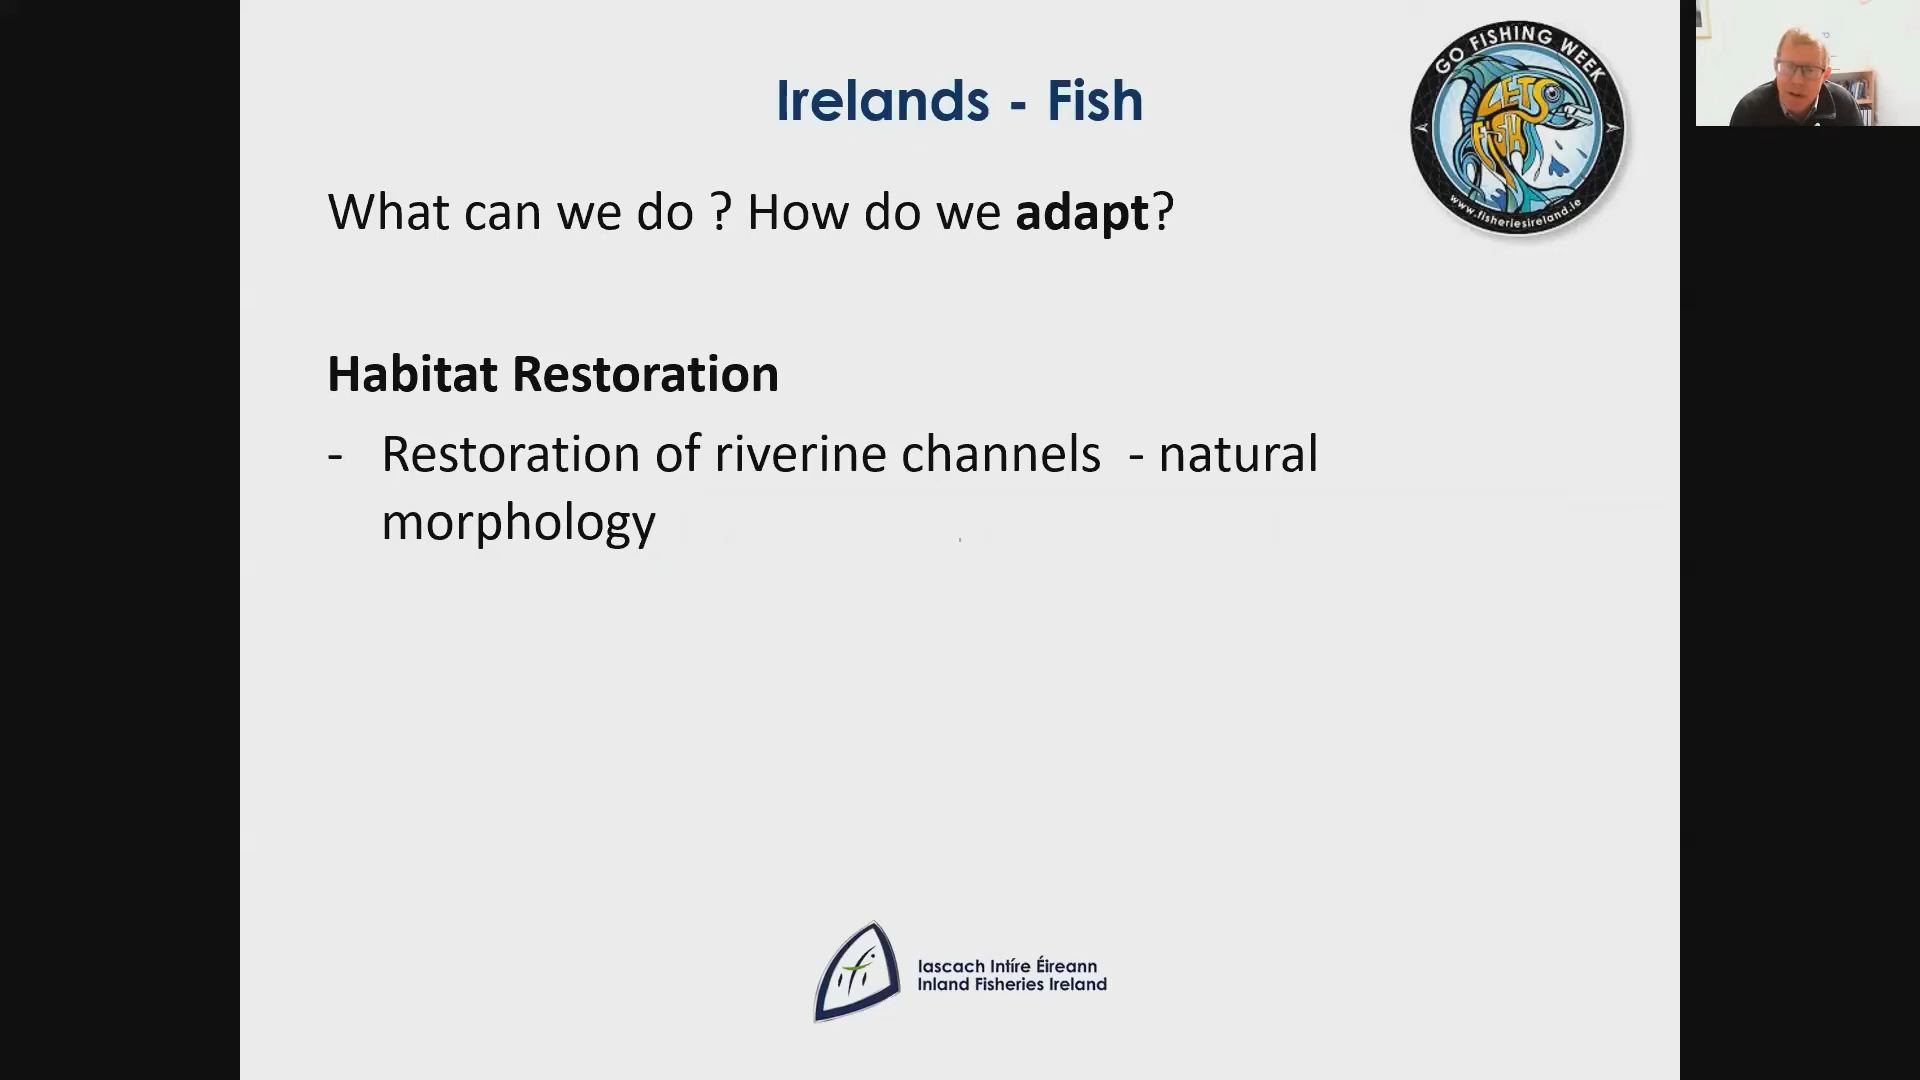 Irelands - Fish
GO FISHING WEEK
LETS
FISH
www.fisheriesireland.ie
What can we do ? How do we adapt?
Habitat Restoration
- Restoration of riverine channels - natural
morphology
ifi
Iascach Intíre Éireann
Inland Fisheries Ireland